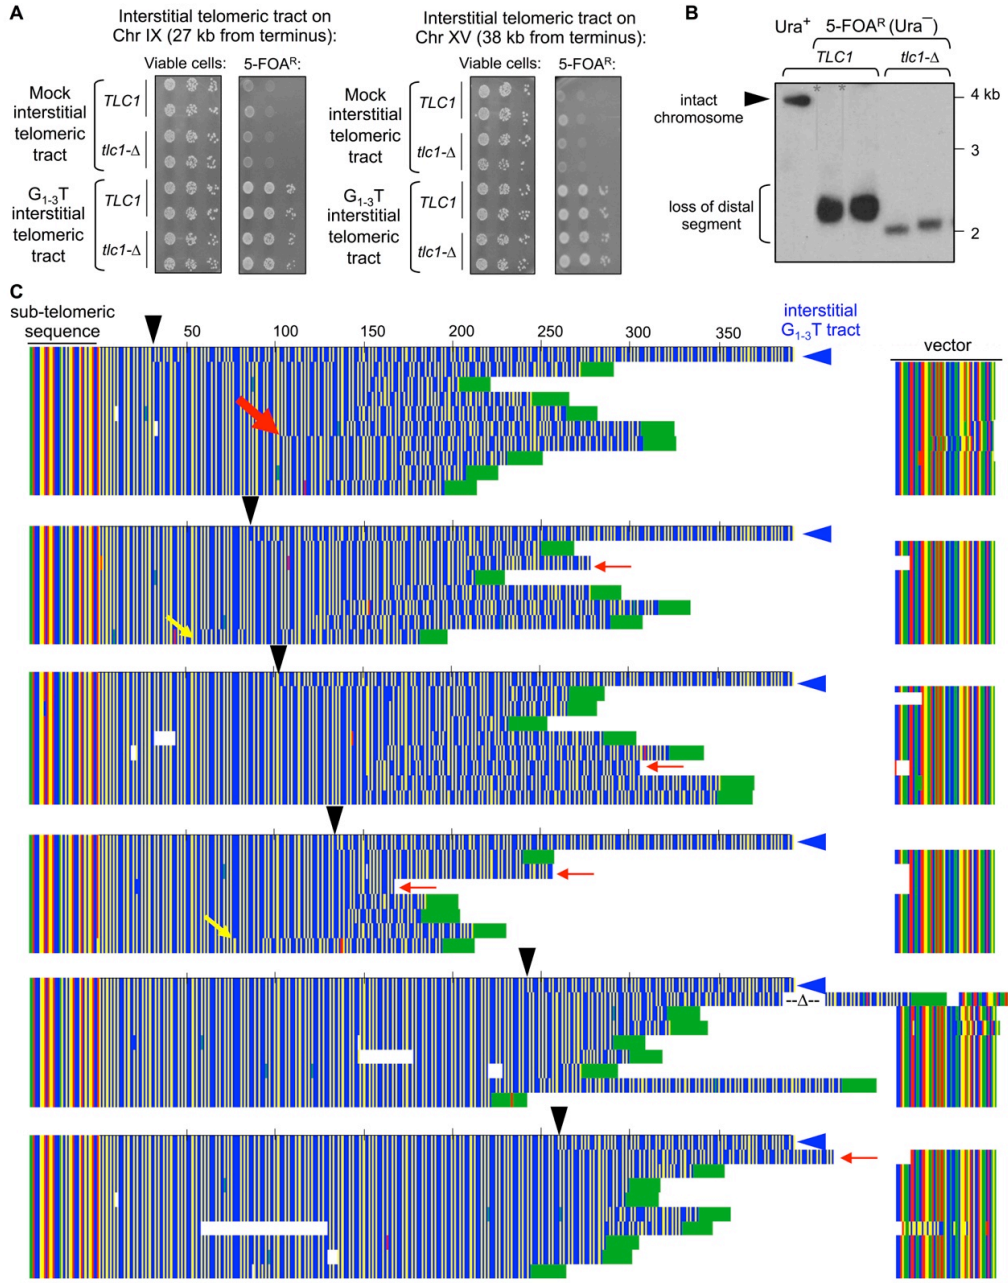 A
Interstitial telomeric tract on
Chr IX (27 kb from terminus):
Interstitial telomeric tract on
Chr XV (38 kb from terminus):
Viable cells: 5-FOAᴿ:
Viable cells: 5-FOAᴿ:
Mock
interstitial
telomeric
tract
TLC1
tlc1-Δ
G₁₋₃T
interstitial
telomeric
tract
TLC1
tlc1-Δ
Mock
interstitial
telomeric
tract
TLC1
tlc1-Δ
G₁₋₃T
interstitial
telomeric
tract
TLC1
tlc1-Δ
B
Ura⁺
5-FOAᴿ (Ura⁻)
TLC1 tlc1-Δ
intact
chromosome
* *
4 kb
3
loss of distal
segment
2
C
sub-telomeric
sequence
50 100 150 200 250 300 350
interstitial
G₁₋₃T tract
vector
--Δ--